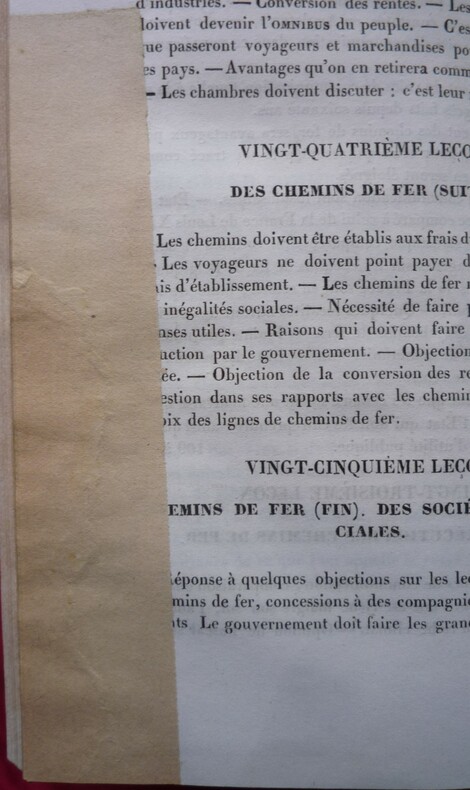 d'industries. — Conversion des rentes. — Les
doivent devenir l'OMNIBUS du peuple. — C'es
que passeront voyageurs et marchandises po
es pays. — Avantages qu'on en retirera comm
— Les chambres doivent discuter : c'est leur
VINGT-QUATRIÈME LEÇO
DES CHEMINS DE FER (SUI
Les chemins doivent être établis aux frais d
Les voyageurs ne doivent point payer d
ais d'établissement. — Les chemins de fer
inégalités sociales. — Nécessité de faire
nses utiles. — Raisons qui doivent faire
uction par le gouvernement. — Objection
ée. — Objection de la conversion des re
estion dans ses rapports avec les chemin
oix des lignes de chemins de fer.
VINGT-CINQUIÈME LEÇO
EMINS DE FER (FIN). DES SOCIÉ
CIALES.
éponse à quelques objections sur les le
mins de fer, concessions à des compagnie
nts. Le gouvernement doit faire les gran